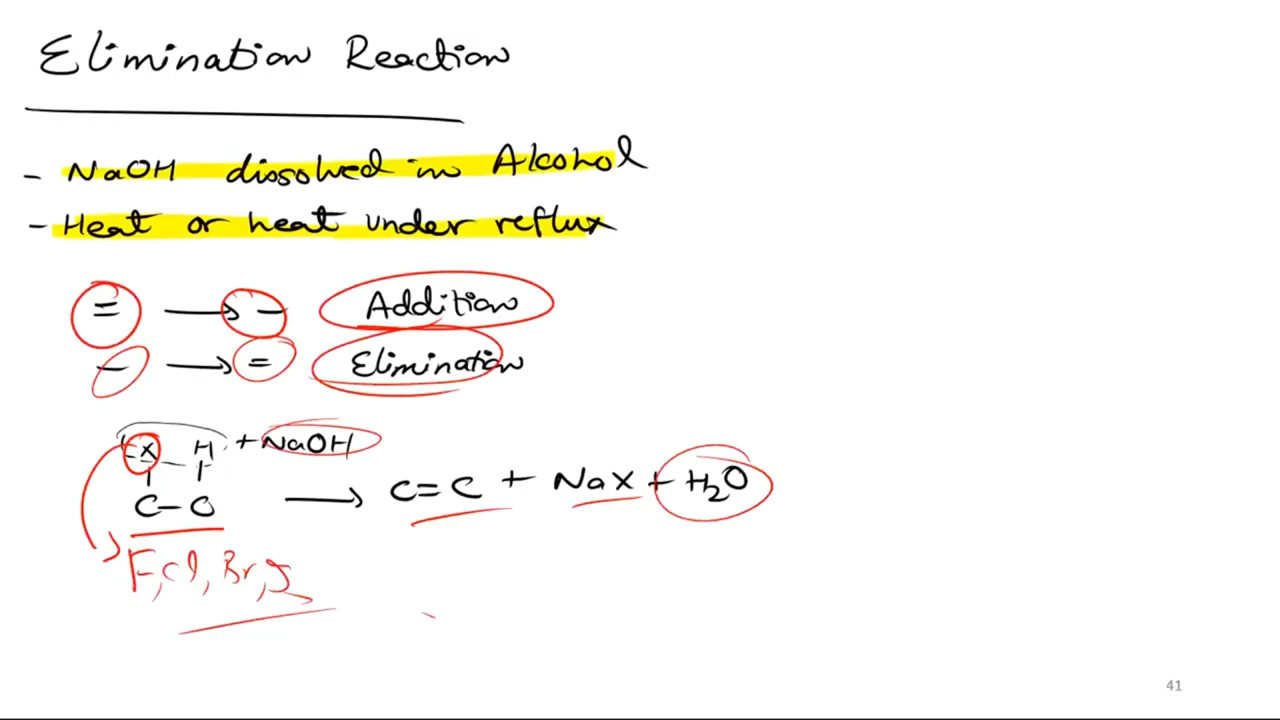 Elimination Reaction
- NaOH dissolved in Alcohol
- Heat or heat under reflux
= → - Addition
- → = Elimination
X H + NaOH
C-C → C=C + NaX + H₂O
F, Cl, Br, I
41